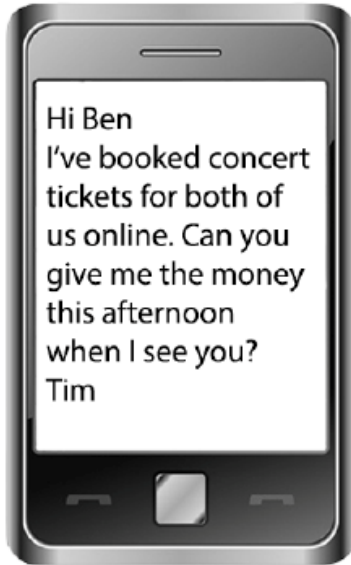 Hi Ben
I've booked concert
tickets for both of
us online. Can you
give me the money
this afternoon
when I see you?
Tim